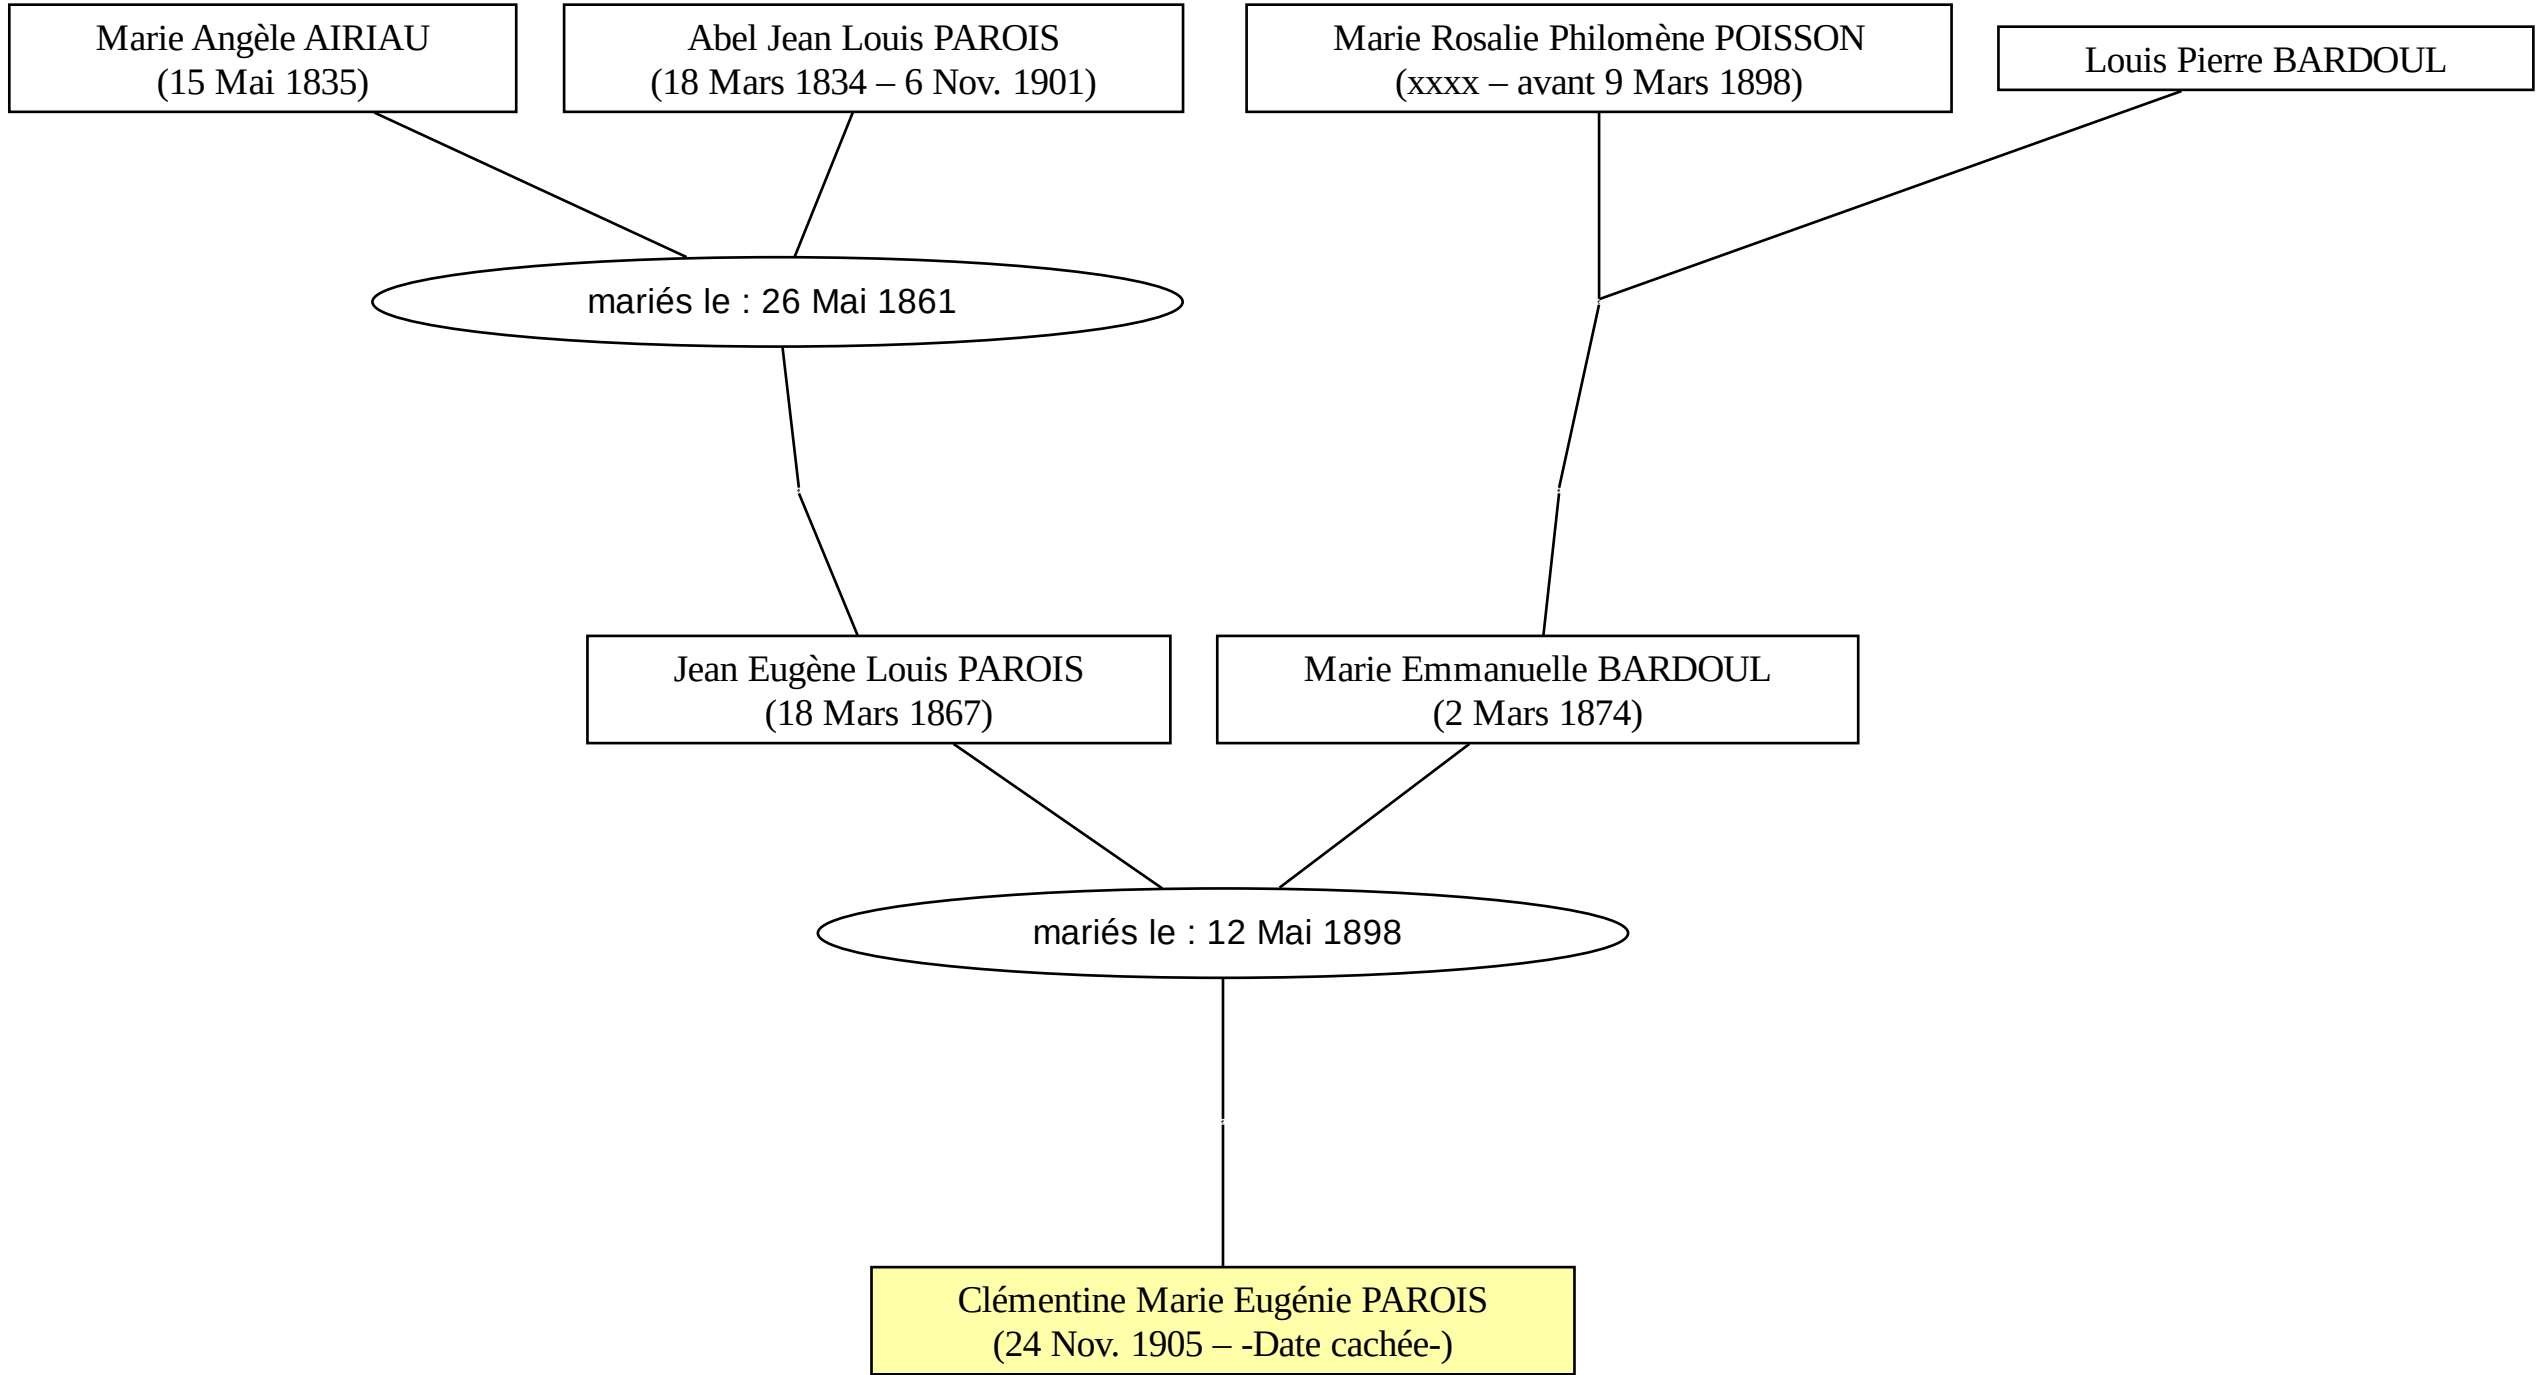 Marie Angèle AIRIAU
(15 Mai 1835)
Abel Jean Louis PAROIS
(18 Mars 1834 – 6 Nov. 1901)
Marie Rosalie Philomène POISSON
(xxxx – avant 9 Mars 1898)
Louis Pierre BARDOUL
mariés le : 26 Mai 1861
Jean Eugène Louis PAROIS
(18 Mars 1867)
Marie Emmanuelle BARDOUL
(2 Mars 1874)
mariés le : 12 Mai 1898
Clémentine Marie Eugénie PAROIS
(24 Nov. 1905 – -Date cachée-)